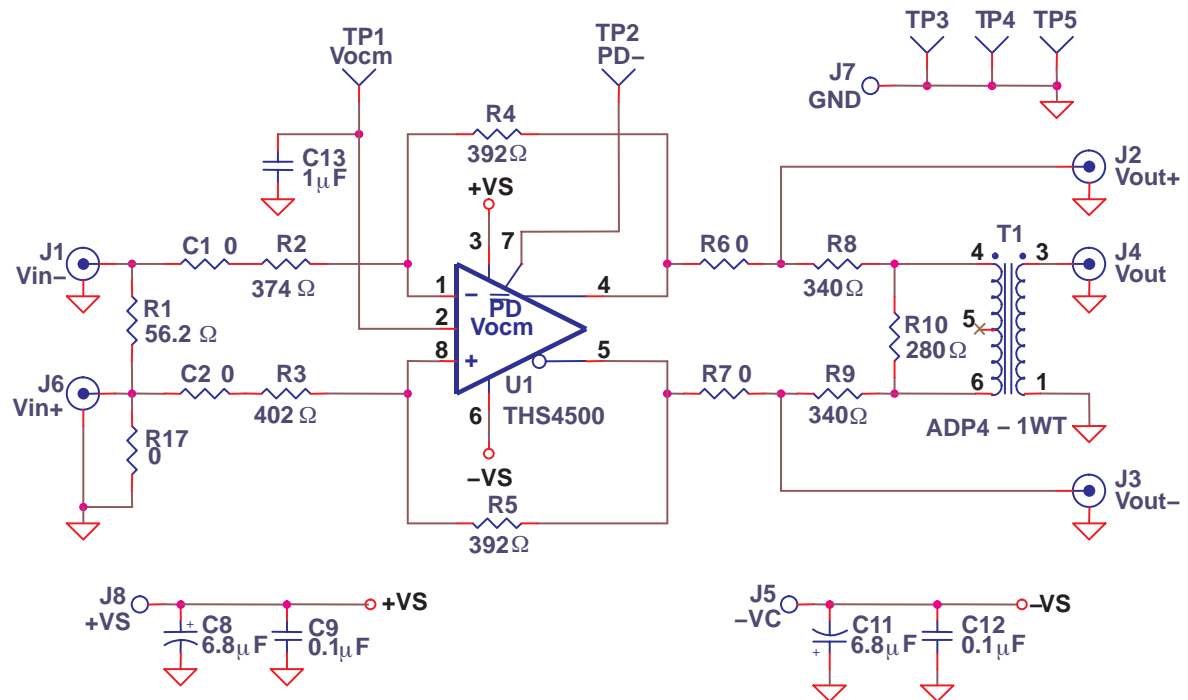 TP1
Vocm
TP2
PD–
TP3
TP4
TP5
J7
GND
R4
392Ω
C13
1μF
+VS
3
7
J2
Vout+
J1
Vin–
C1 0
R2
374 Ω
R6 0
R8
340Ω
T1
4
3
J4
Vout
1
–
PD
4
2
Vocm
R1
56.2 Ω
8
+
5
R10
280Ω
5
J6
Vin+
C2 0
R3
402Ω
U1
THS4500
6
R7 0
R9
340Ω
6
1
ADP4 – 1WT
R17
0
–VS
R5
392Ω
J3
Vout–
J8
+VS
+
C8
6.8μF
C9
0.1μF
+VS
J5
–VC
+
C11
6.8μF
C12
0.1μF
–VS